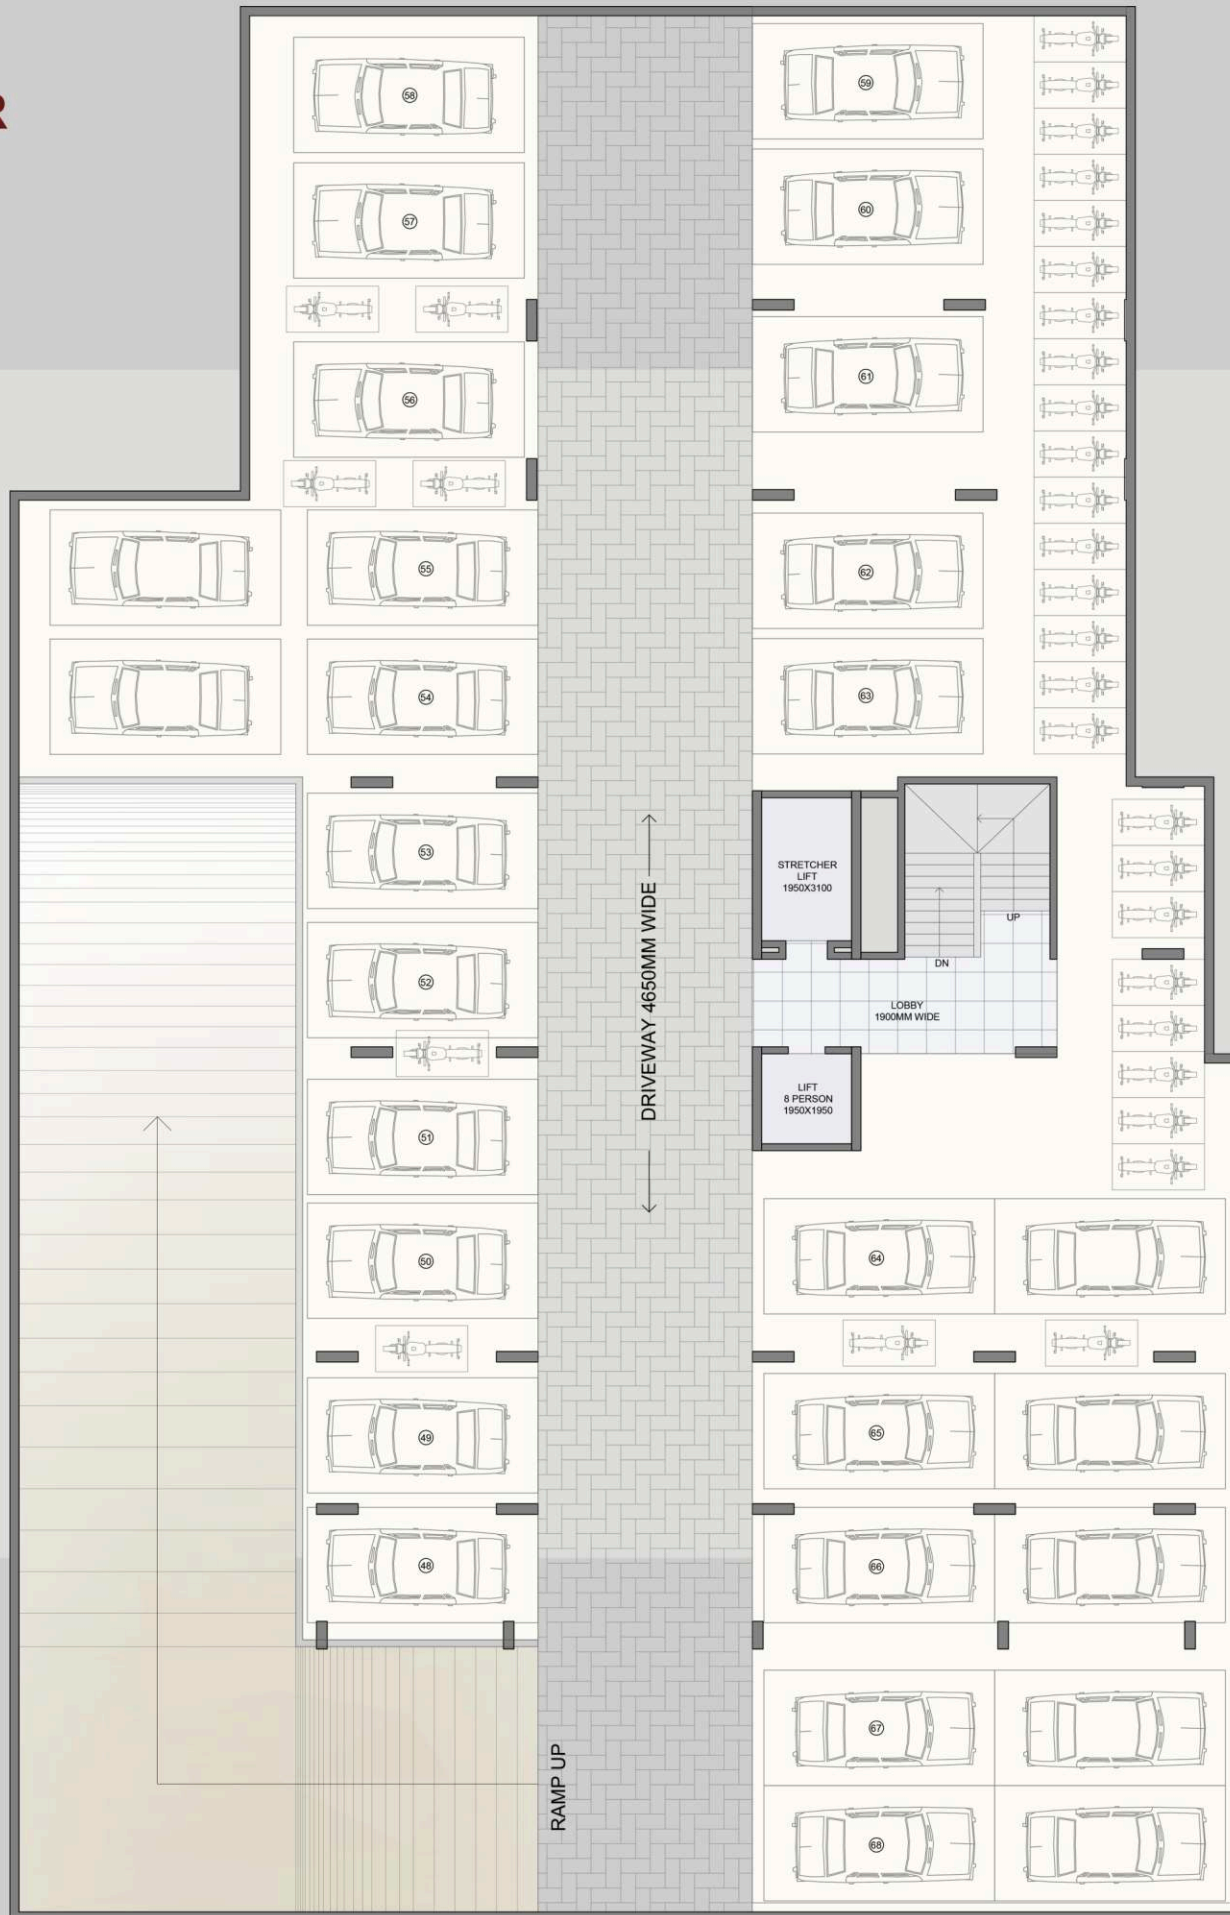 R
58
59
57
60
56
61
55
62
54
63
53
STRETCHER
LIFT
1950X3100
UP
DN
52
DRIVEWAY 4650MM WIDE
LOBBY
1900MM WIDE
LIFT
8 PERSON
1950X1950
51
50
64
49
65
48
66
RAMP UP
67
68